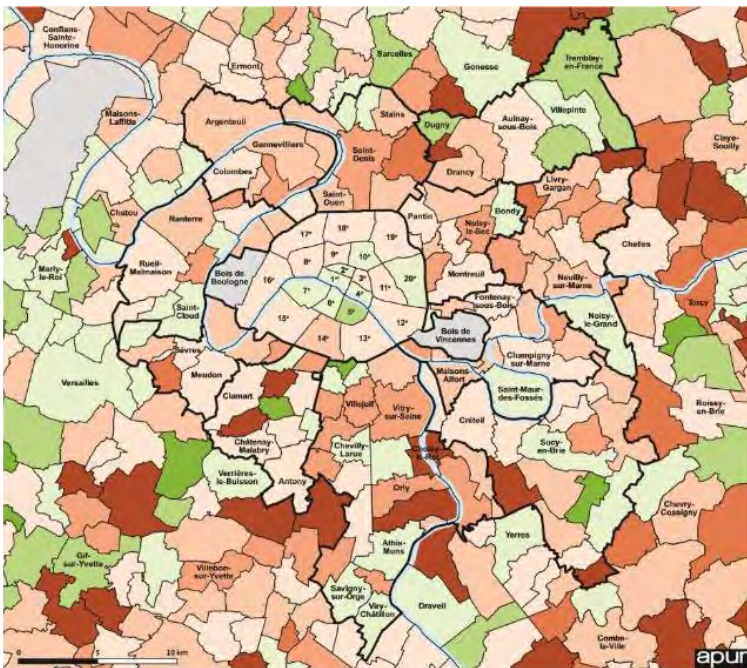 Conflans-
Sainte-
Honorine
Ermont
Sarcelles
Gonesse
Tremblay-
en-France
Maisons-
Laffitte
Argenteuil
Stains
Dugny
Aulnay-
sous-Bois
Villepinte
Claye-
Souilly
Gennevilliers
Saint-
Denis
Colombes
Drancy
Livry-
Gargan
Chatou
Nanterre
Saint-
Ouen
Pantin
Noisy-
le-Sec
Bondy
Chelles
17e
18e
19e
Marly-
le-Roi
Rueil-
Malmaison
Bois de
Boulogne
8e
9e
10e
2e
1er
3e
4e
11e
20e
Montreuil
Neuilly-
sur-Marne
16e
7e
6e
5e
Saint-
Cloud
Fontenay-
sous-Bois
Noisy-
le-Grand
Torcy
15e
14e
13e
12e
Bois de
Vincennes
Sèvres
Meudon
Maisons-
Alfort
Champigny-
sur-Marne
Versailles
Clamart
Villejuif
Vitry-
sur-Seine
Saint-Maur-
des-Fossés
Roissy-
en-Brie
Châtenay-
Malabry
Chevilly-
Larue
Choisy-
le-Roi
Créteil
Sucy-
en-Brie
Verrières-
le-Buisson
Antony
Orly
Chevry-
Cossigny
Gif-
sur-Yvette
Villebon-
sur-Yvette
Athis-
Mons
Yerres
Savigny-
sur-Orge
Viry-
Châtillon
Draveil
Combs-
la-Ville
0 5 10 km
apur